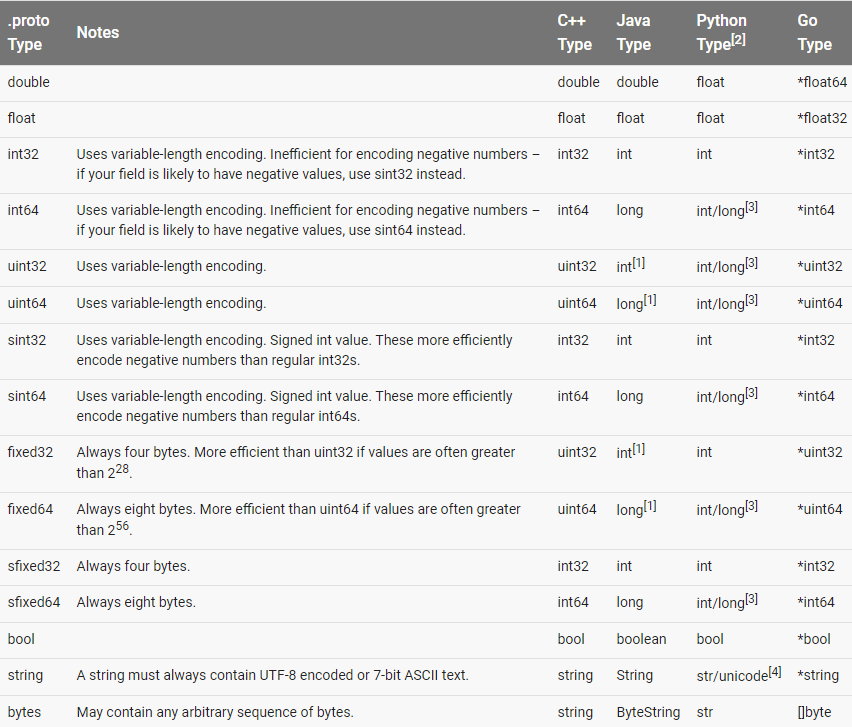 .proto Type Notes C++ Type Java Type Python Type[2] Go Type
double double double float *float64
float float float float *float32
int32 Uses variable-length encoding. Inefficient for encoding negative numbers – int32 int int *int32
if your field is likely to have negative values, use sint32 instead.
int64 Uses variable-length encoding. Inefficient for encoding negative numbers – int64 long int/long[3] *int64
if your field is likely to have negative values, use sint64 instead.
uint32 Uses variable-length encoding. uint32 int[1] int/long[3] *uint32
uint64 Uses variable-length encoding. uint64 long[1] int/long[3] *uint64
sint32 Uses variable-length encoding. Signed int value. These more efficiently int32 int int *int32
encode negative numbers than regular int32s.
sint64 Uses variable-length encoding. Signed int value. These more efficiently int64 long int/long[3] *int64
encode negative numbers than regular int64s.
fixed32 Always four bytes. More efficient than uint32 if values are often greater uint32 int[1] int *uint32
than 2^28.
fixed64 Always eight bytes. More efficient than uint64 if values are often greater uint64 long[1] int/long[3] *uint64
than 2^56.
sfixed32 Always four bytes. int32 int int *int32
sfixed64 Always eight bytes. int64 long int/long[3] *int64
bool bool boolean bool *bool
string A string must always contain UTF-8 encoded or 7-bit ASCII text. string String str/unicode[4] *string
bytes May contain any arbitrary sequence of bytes. string ByteString str []byte